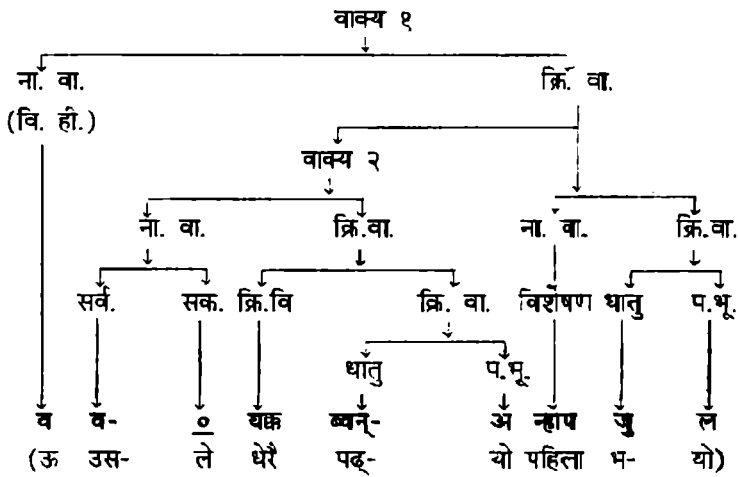 वाक्य १
ना. वा. क्रि. वा.
(वि. ही.)
वाक्य २
ना. वा. क्रि.वा. ना. वा. क्रि.वा.
सर्व. सक. क्रि.वि क्रि. वा. विशेषण धातु प.भू.
धातु प.भू.
व व- ० यक्क ब्वन्- अ न्हाप जु ल
(ऊ उस- ले धेरै पढ्- यो पहिला भ- यो)